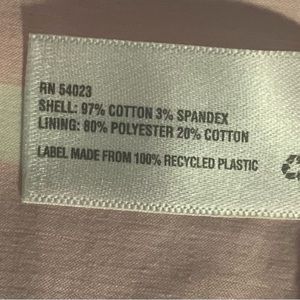 RN 54023
SHELL: 97% COTTON 3% SPANDEX
LINING: 80% POLYESTER 20% COTTON
LABEL MADE FROM 100% RECYCLED PLASTIC